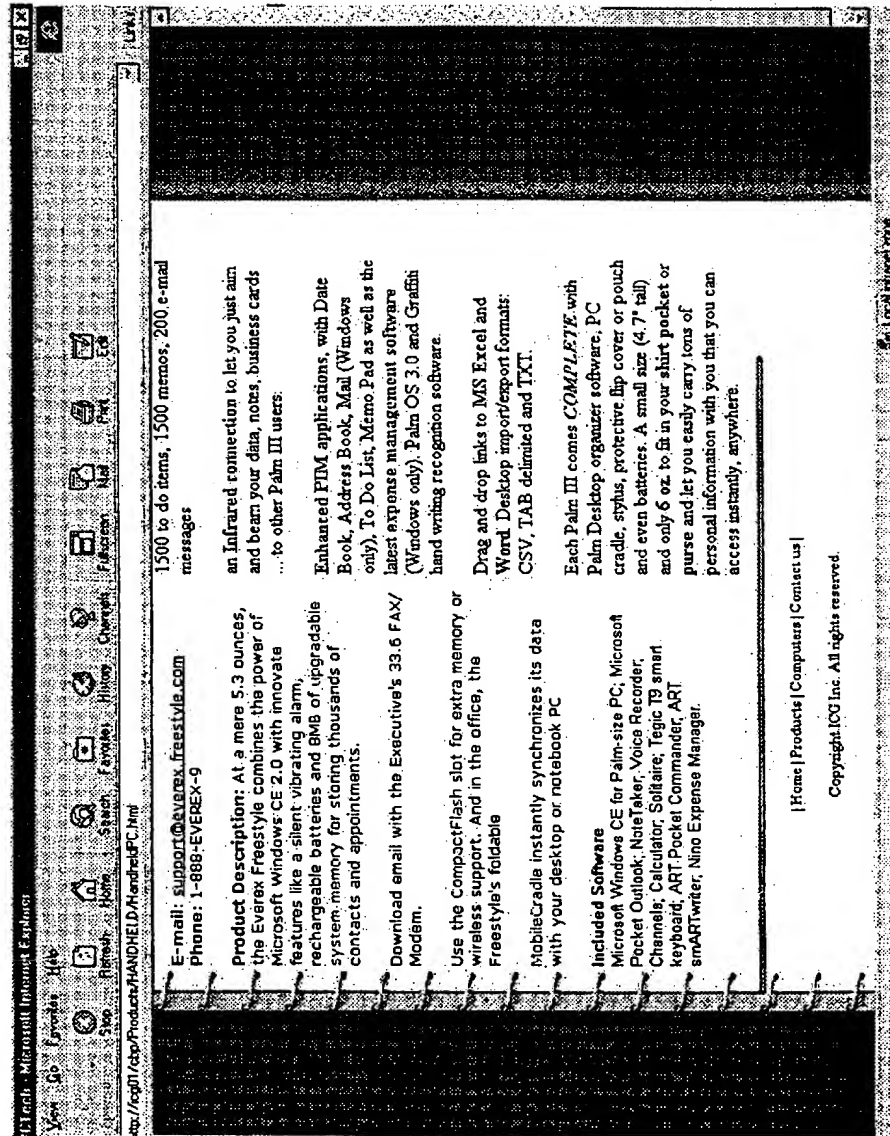 ICGweb - Microsoft Internet Explorer
View Go Favorites Help
Stop Refresh Home Search Favorites History Channels Fullscreen Mail Print Edit
http://icg01/cbp/Products/HANDHELD/HandheldPC.html
Links
E-mail: support@everex.freestyle.com
Phone: 1-888-EVEREX-9
Product Description: At a mere 5.3 ounces,
the Everex Freestyle combines the power of
Microsoft Windows CE 2.0 with innovate
features like a silent vibrating alarm,
rechargeable batteries and 8MB of upgradable
system memory for storing thousands of
contacts and appointments.
Download email with the Executive's 33.6 FAX/
Modem.
Use the CompactFlash slot for extra memory or
wireless support. And in the office, the
Freestyle's foldable
MobileCradle instantly synchronizes its data
with your desktop or notebook PC
Included Software
Microsoft Windows CE for Palm-size PC; Microsoft
Pocket Outlook; NoteTaker; Voice Recorder;
Channels; Calculator; Solitaire; Tegic T9 smart
keyboard; ART Pocket Commander, ART
smARTwriter, Nino Expense Manager.
1500 to do items, 1500 memos, 200 e-mail
messages
an Infrared connection to let you just aim
and beam your data, notes, business cards
... to other Palm III users:
Enhanced PIM applications, with Date
Book, Address Book, Mail (Windows
only), To Do List, Memo Pad as well as the
latest expense management software
(Windows only). Palm OS 3.0 and Graffiti
hand writing recognition software.
Drag and drop links to MS Excel and
Word. Desktop import/export formats:
CSV, TAB delimited and TXT.
Each Palm III comes COMPLETE with
Palm Desktop organizer software, PC
cradle, stylus, protective flip cover or pouch
and even batteries. A small size (4.7" tall)
and only 6 oz. to fit in your shirt pocket or
purse and let you easily carry tons of
personal information with you that you can
access instantly, anywhere.
| Home | Products | Computers | Contact us |
Copyright ICG Inc. All rights reserved.
Local intranet zone